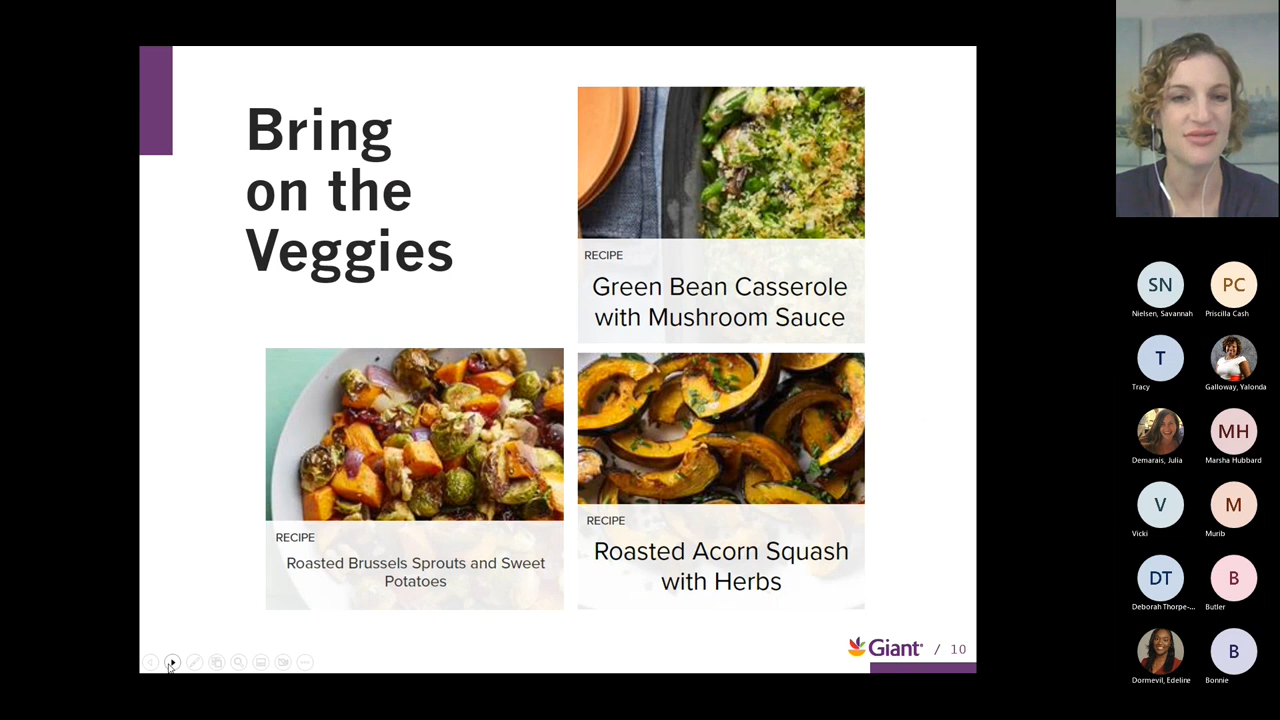 Bring
on the
Veggies
RECIPE
Green Bean Casserole
with Mushroom Sauce
RECIPE
Roasted Brussels Sprouts and Sweet
Potatoes
RECIPE
Roasted Acorn Squash
with Herbs
Giant
/ 10
SN
Nielsen, Savannah
PC
Priscilla Cash
T
Tracy
Galloway, Yalonda
Demarais, Julia
MH
Marsha Hubbard
V
Vicki
M
Murib
DT
Deborah Thorpe-...
B
Butler
Dormevil, Edeline
B
Bonnie